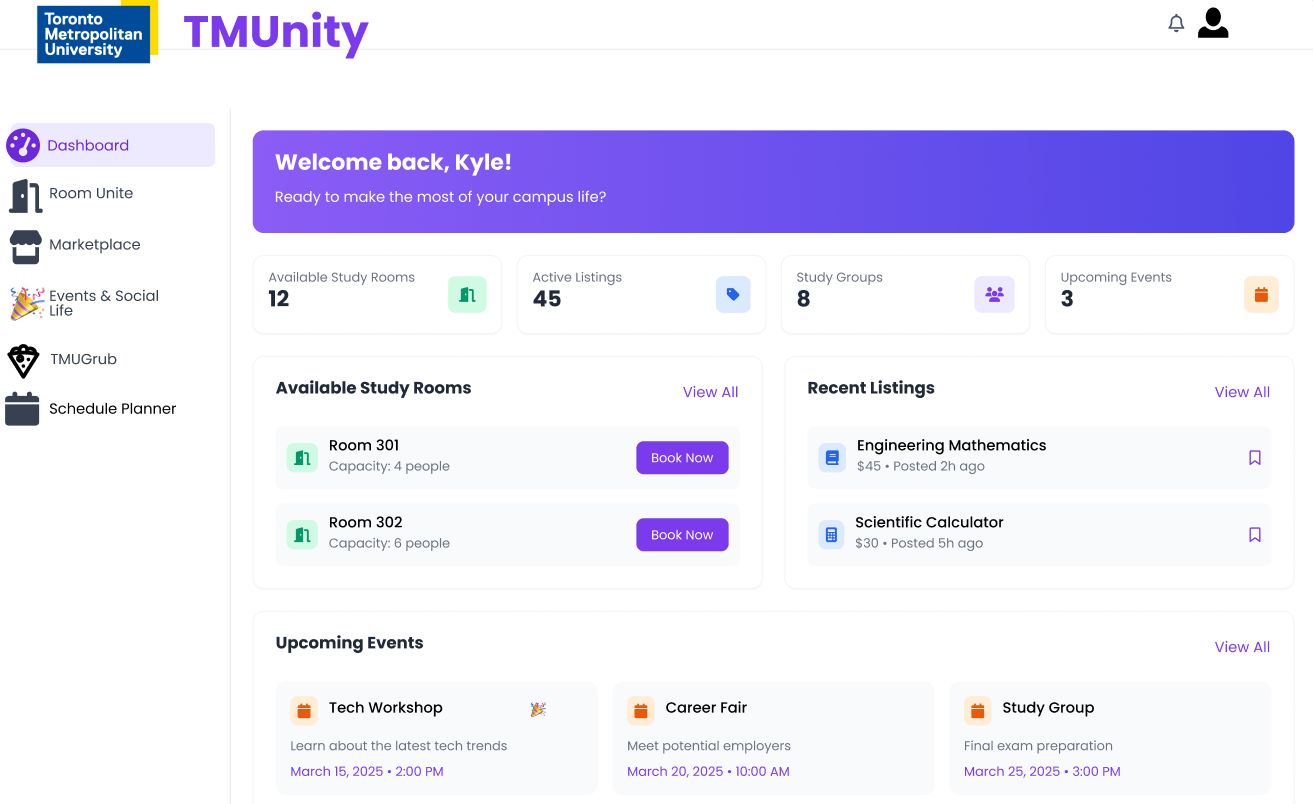 Toronto
Metropolitan
University
TMUnity
Dashboard
Room Unite
Marketplace
Events & Social
Life
TMUGrub
Schedule Planner
Welcome back, Kyle!
Ready to make the most of your campus life?
Available Study Rooms
12
Active Listings
45
Study Groups
8
Upcoming Events
3
Available Study Rooms
View All
Room 301
Capacity: 4 people
Book Now
Room 302
Capacity: 6 people
Book Now
Recent Listings
View All
Engineering Mathematics
$45 • Posted 2h ago
Scientific Calculator
$30 • Posted 5h ago
Upcoming Events
View All
Tech Workshop
Learn about the latest tech trends
March 15, 2025 • 2:00 PM
Career Fair
Meet potential employers
March 20, 2025 • 10:00 AM
Study Group
Final exam preparation
March 25, 2025 • 3:00 PM